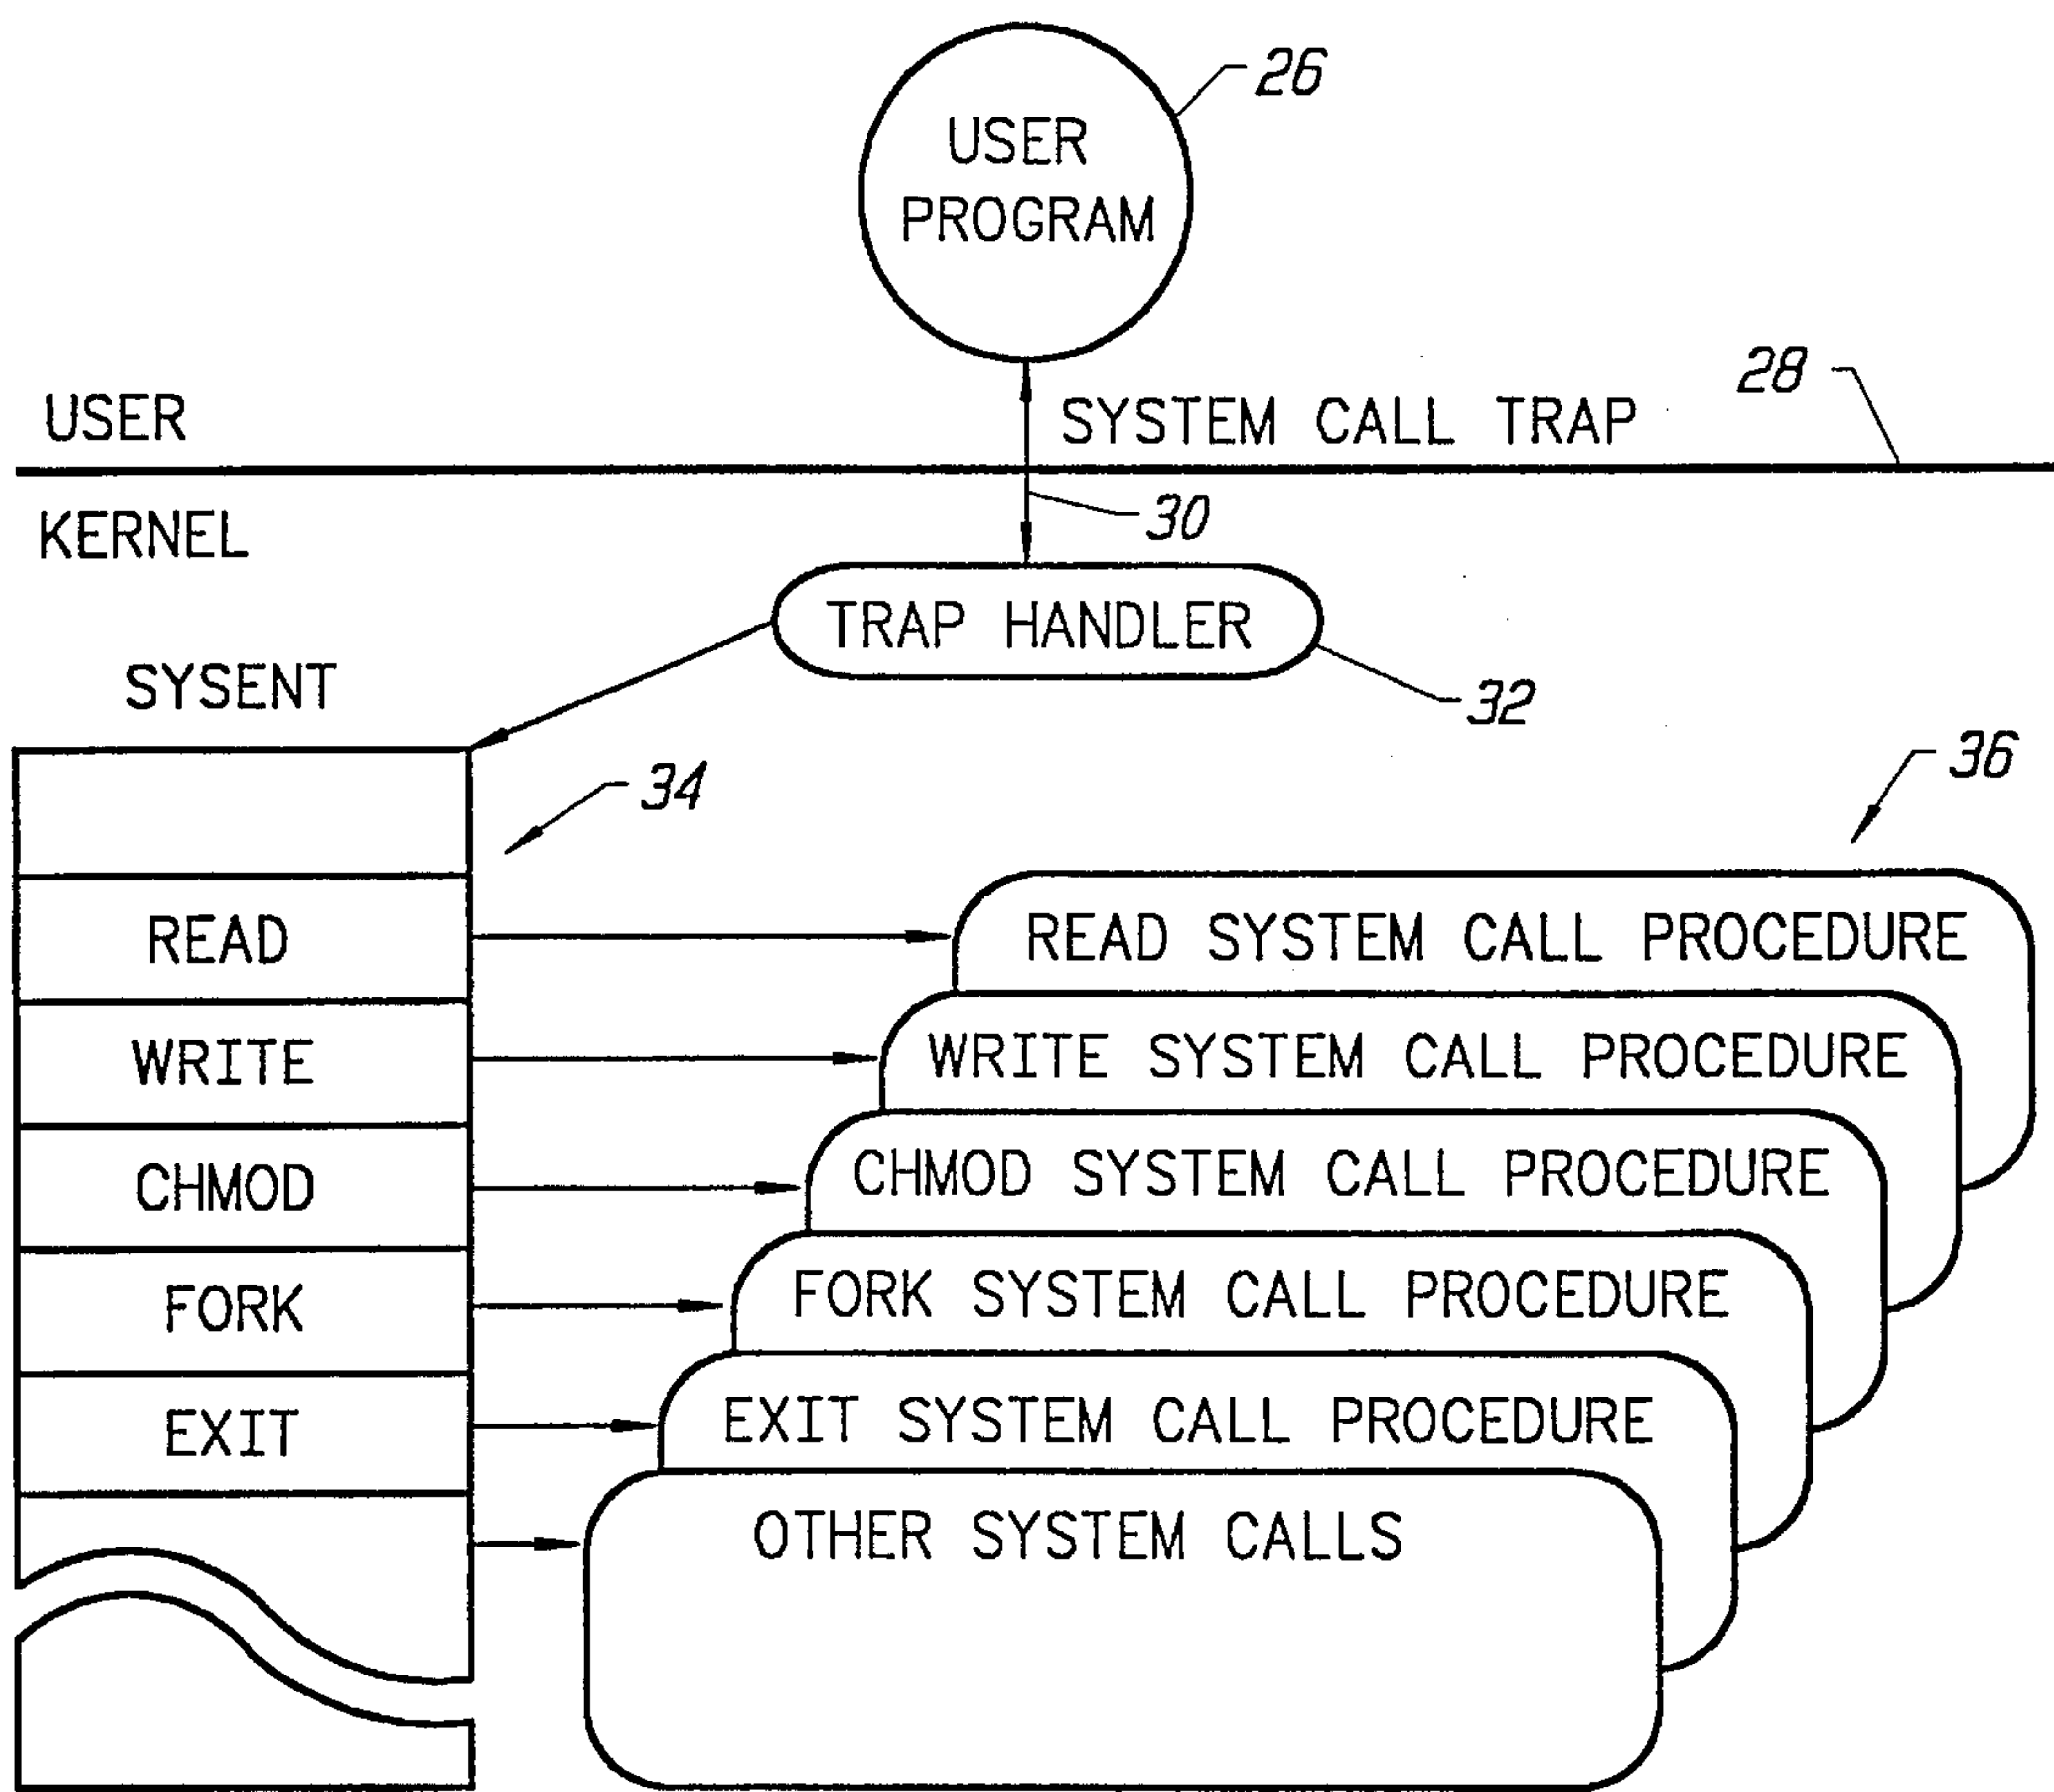 USER
PROGRAM
26
USER
SYSTEM CALL TRAP
28
KERNEL
30
TRAP HANDLER
32
SYSENT
34
36
READ
READ SYSTEM CALL PROCEDURE
WRITE
WRITE SYSTEM CALL PROCEDURE
CHMOD
CHMOD SYSTEM CALL PROCEDURE
FORK
FORK SYSTEM CALL PROCEDURE
EXIT
EXIT SYSTEM CALL PROCEDURE
OTHER SYSTEM CALLS